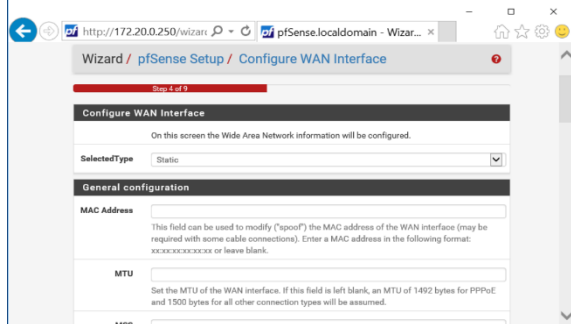 http://172.20.0.250/wizar
pfSense.localdomain - Wizar...
Wizard / pfSense Setup / Configure WAN Interface
Step 4 of 9
Configure WAN Interface
On this screen the Wide Area Network information will be configured.
SelectedType
Static
General configuration
MAC Address
This field can be used to modify ("spoof") the MAC address of the WAN interface (may be
required with some cable connections). Enter a MAC address in the following format:
xx:xx:xx:xx:xx:xx or leave blank.
MTU
Set the MTU of the WAN interface. If this field is left blank, an MTU of 1492 bytes for PPPoE
and 1500 bytes for all other connection types will be assumed.